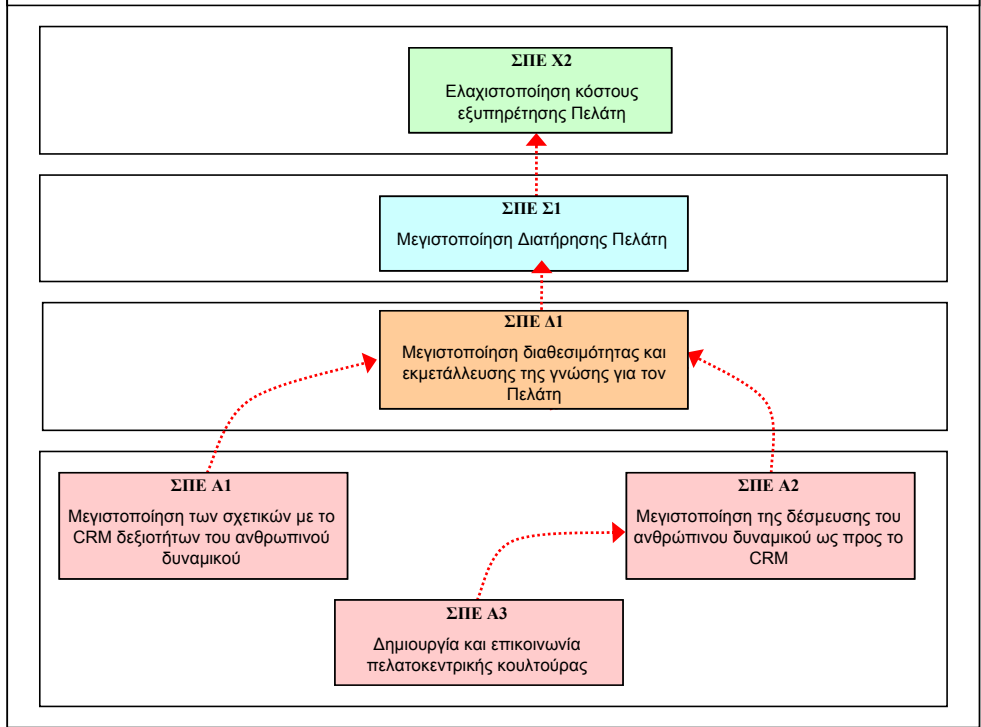 ΣΠΕ Χ2
Ελαχιστοποίηση κόστους
εξυπηρέτησης Πελάτη
ΣΠΕ Σ1
Μεγιστοποίηση Διατήρησης Πελάτη
ΣΠΕ Δ1
Μεγιστοποίηση διαθεσιμότητας και
εκμετάλλευσης της γνώσης για τον
Πελάτη
ΣΠΕ Α1
Μεγιστοποίηση των σχετικών με το
CRM δεξιοτήτων του ανθρωπινού
δυναμικού
ΣΠΕ Α2
Μεγιστοποίηση της δέσμευσης του
ανθρώπινου δυναμικού ως προς το
CRM
ΣΠΕ Α3
Δημιουργία και επικοινωνία
πελατοκεντρικής κουλτούρας